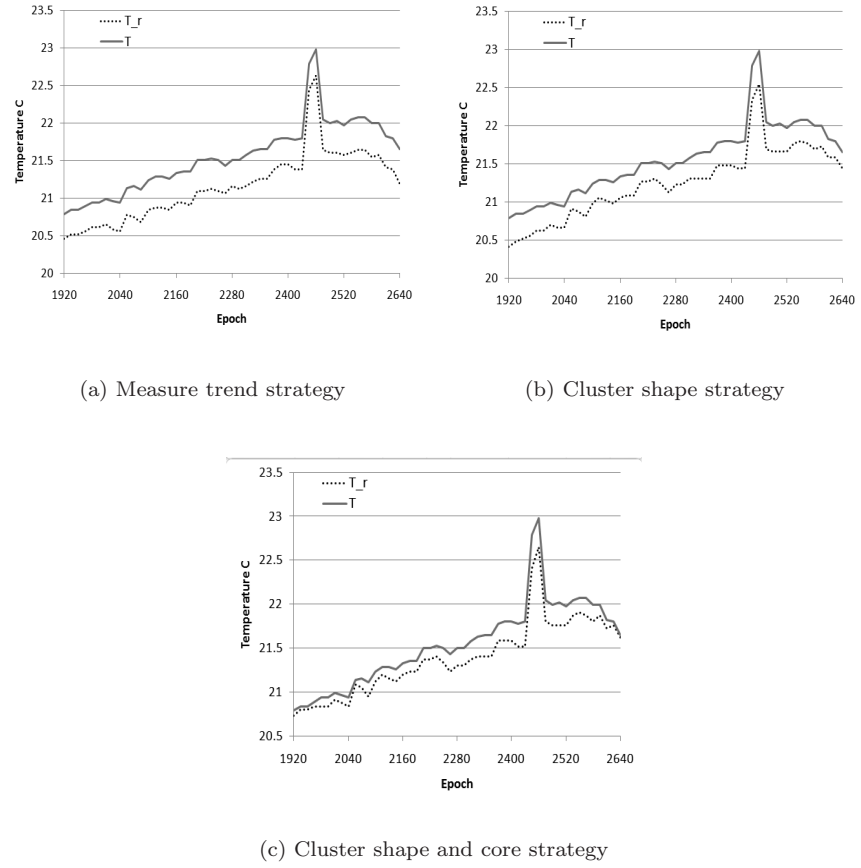 23.5
23
22.5
22
21.5
21
20.5
20
Temperature C
T_r
T
1920 2040 2160 2280 2400 2520 2640
Epoch
(a) Measure trend strategy
23.5
23
22.5
22
21.5
21
20.5
20
Temperature C
T_r
T
1920 2040 2160 2280 2400 2520 2640
Epoch
(b) Cluster shape strategy
23.5
23
22.5
22
21.5
21
20.5
Temperature C
T_r
T
1920 2040 2160 2280 2400 2520 2640
Epoch
(c) Cluster shape and core strategy